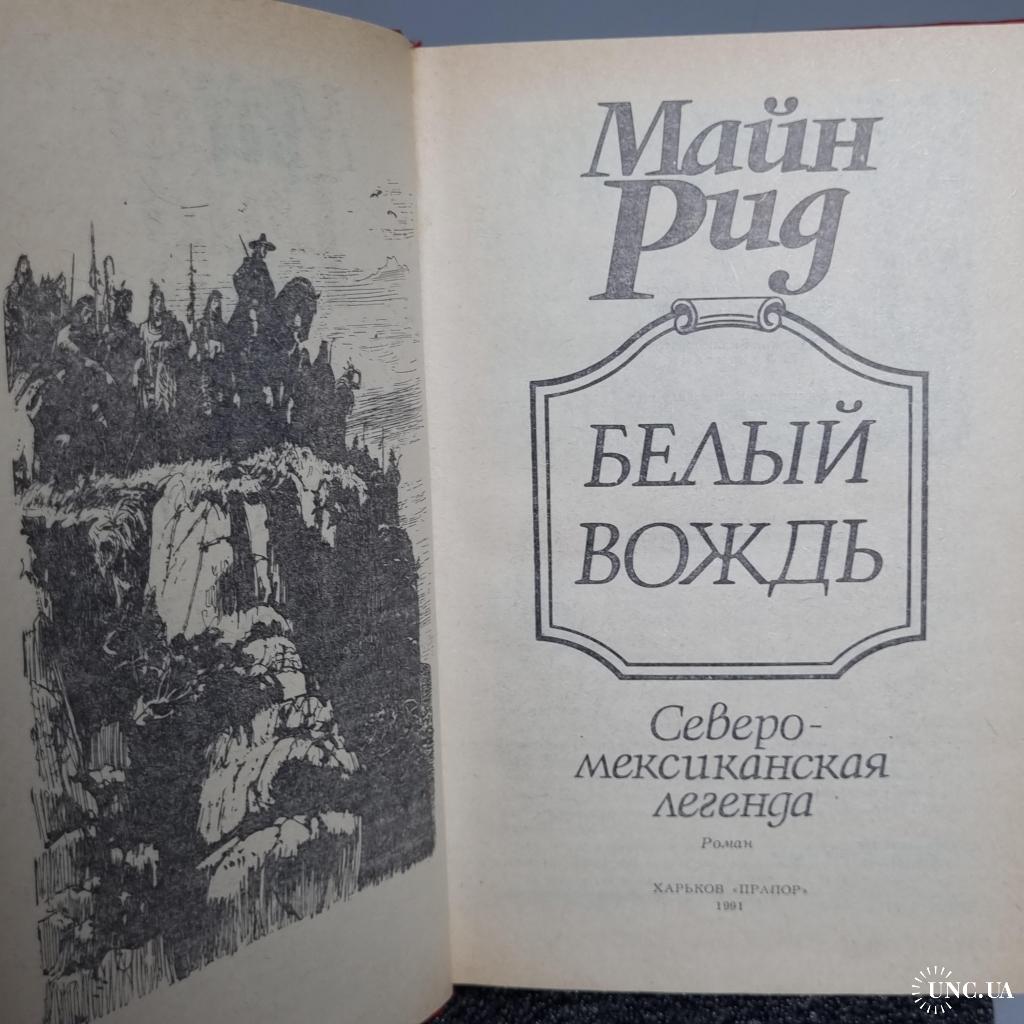 Майн
Рид
БЕЛЫЙ
ВОЖДЬ
Северо-
мексиканская
легенда
Роман
ХАРЬКОВ «ПРАПОР»
1991
UNC.UA